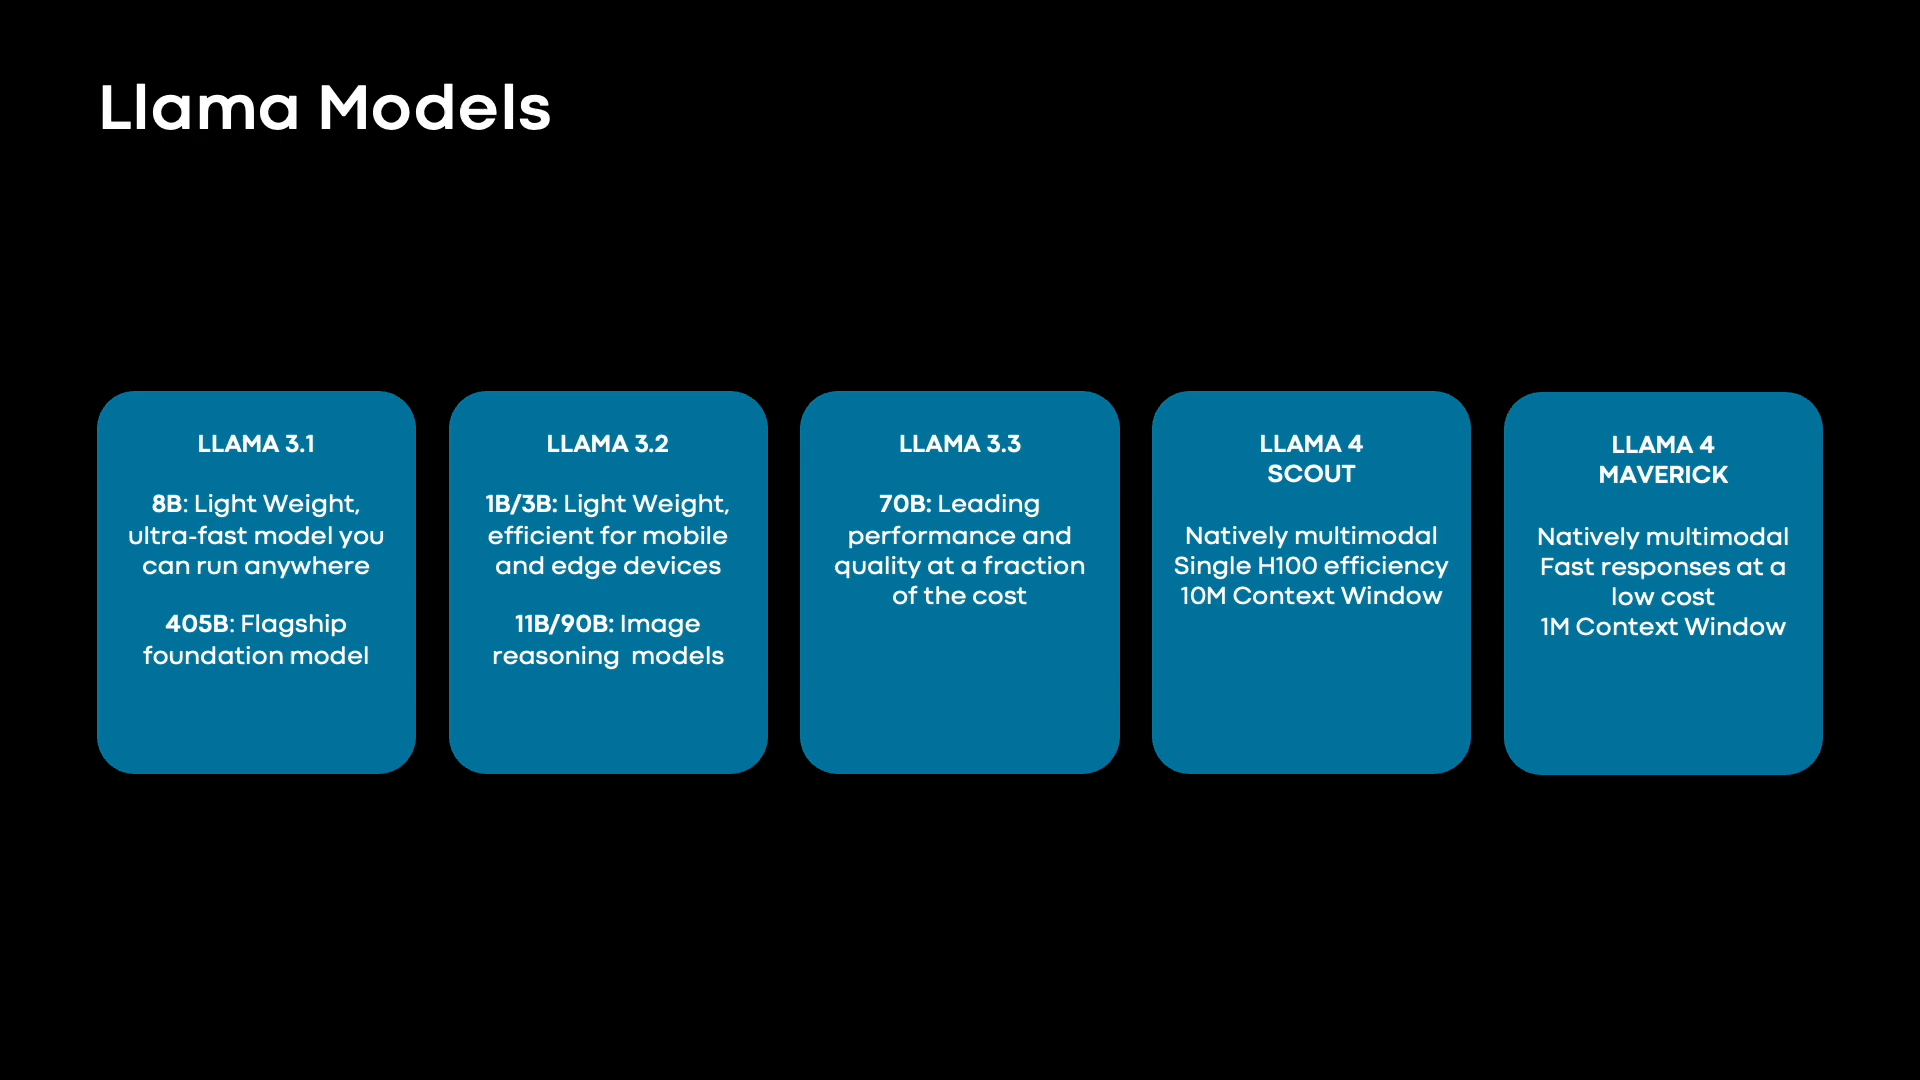 Llama Models
LLAMA 3.1
8B: Light Weight,
ultra-fast model you
can run anywhere
405B: Flagship
foundation model
LLAMA 3.2
1B/3B: Light Weight,
efficient for mobile
and edge devices
11B/90B: Image
reasoning  models
LLAMA 3.3
70B: Leading
performance and
quality at a fraction
of the cost
LLAMA 4
SCOUT
Natively multimodal
Single H100 efficiency
10M Context Window
LLAMA 4
MAVERICK
Natively multimodal
Fast responses at a
low cost
1M Context Window